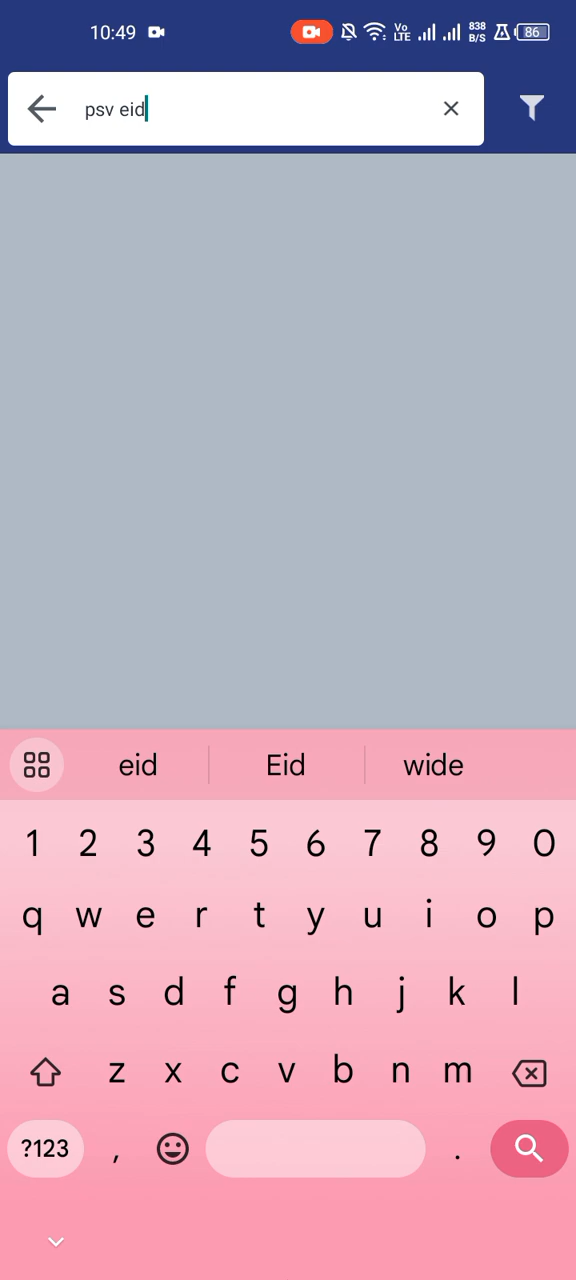 10:49
Vo
LTE
838
B/S
86
psv eid
eid Eid wide
1 2 3 4 5 6 7 8 9 0
q w e r t y u i o p
a s d f g h j k l
z x c v b n m
?123 , .